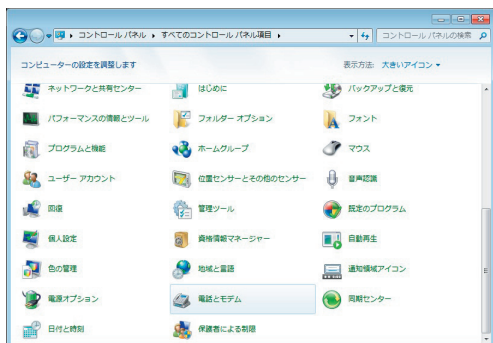 コントロール パネル ▸ すべてのコントロール パネル項目 ▸ コントロール パネルの検索
コンピューターの設定を調整します 表示方法: 大きいアイコン
ネットワークと共有センター はじめに バックアップと復元
パフォーマンスの情報とツール フォルダー オプション フォント
プログラムと機能 ホームグループ マウス
ユーザー アカウント 位置センサーとその他のセンサー 音声認識
回復 管理ツール 既定のプログラム
個人設定 資格情報マネージャー 自動再生
色の管理 地域と言語 通知領域アイコン
電源オプション 電話とモデム 同期センター
日付と時刻 保護者による制限